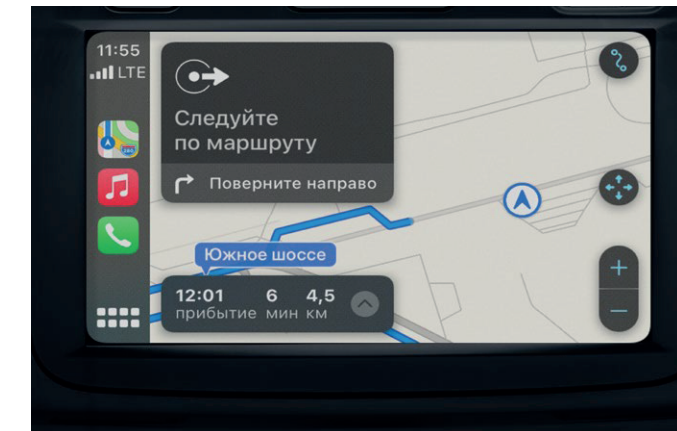 11:55
LTE
Следуйте
по маршруту
Поверните направо
Южное шоссе
12:01 6 4,5
прибытие мин км
+
−